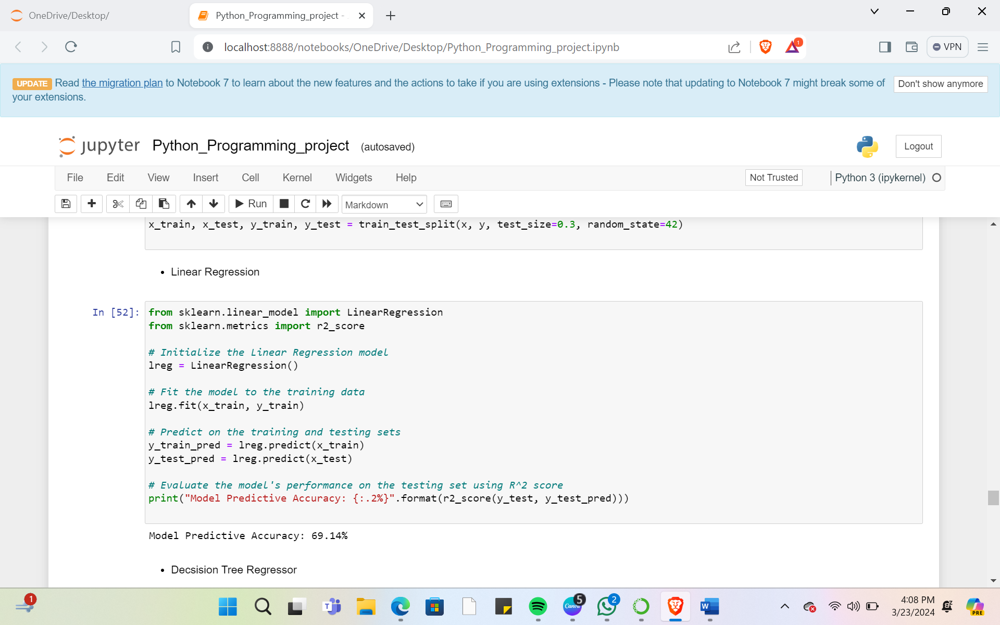 OneDrive/Desktop/
Python_Programming_project -
localhost:8888/notebooks/OneDrive/Desktop/Python_Programming_project.ipynb
1
VPN
UPDATE Read the migration plan to Notebook 7 to learn about the new features and the actions to take if you are using extensions - Please note that updating to Notebook 7 might break some of
your extensions.
Don't show anymore
jupyter Python_Programming_project (autosaved)
Logout
File Edit View Insert Cell Kernel Widgets Help
Not Trusted
Python 3 (ipykernel)
Run
Markdown
x_train, x_test, y_train, y_test = train_test_split(x, y, test_size=0.3, random_state=42)
• Linear Regression
In [52]:
from sklearn.linear_model import LinearRegression
from sklearn.metrics import r2_score
# Initialize the Linear Regression model
lreg = LinearRegression()
# Fit the model to the training data
lreg.fit(x_train, y_train)
# Predict on the training and testing sets
y_train_pred = lreg.predict(x_train)
y_test_pred = lreg.predict(x_test)
# Evaluate the model's performance on the testing set using R^2 score
print("Model Predictive Accuracy: {:.2%}".format(r2_score(y_test, y_test_pred)))
Model Predictive Accuracy: 69.14%
• Decsision Tree Regressor
1
T
Canva
5
2
W
4:08 PM
3/23/2024
PRE